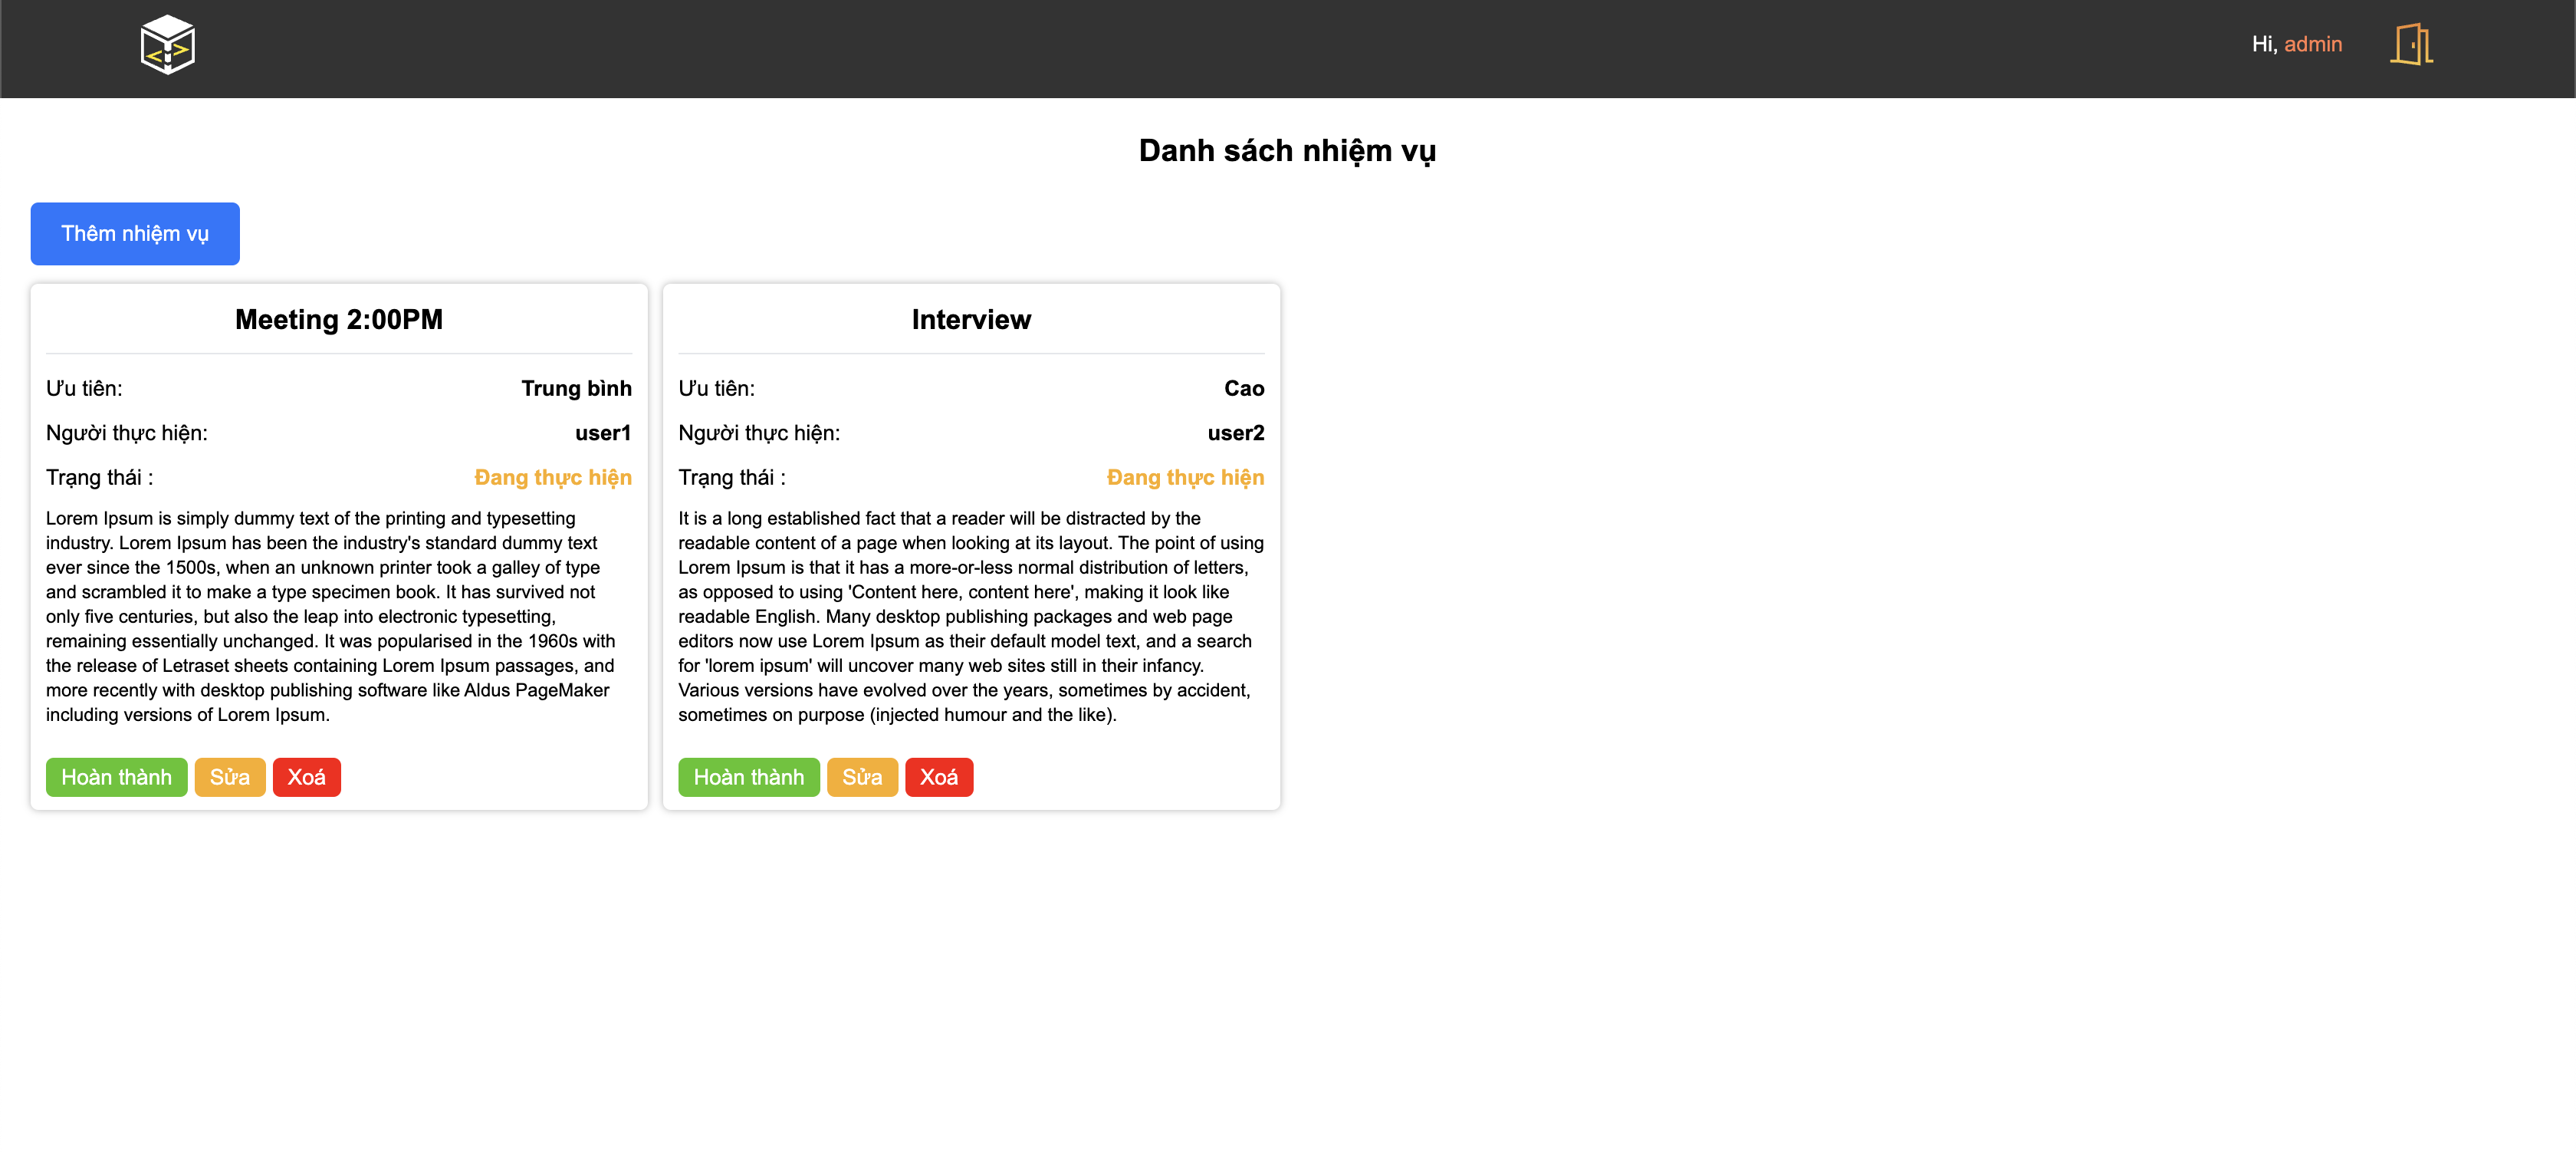 Hi, admin
Danh sách nhiệm vụ
Thêm nhiệm vụ
Meeting 2:00PM
Ưu tiên: Trung bình
Người thực hiện: user1
Trạng thái : Đang thực hiện
Lorem Ipsum is simply dummy text of the printing and typesetting
industry. Lorem Ipsum has been the industry's standard dummy text
ever since the 1500s, when an unknown printer took a galley of type
and scrambled it to make a type specimen book. It has survived not
only five centuries, but also the leap into electronic typesetting,
remaining essentially unchanged. It was popularised in the 1960s with
the release of Letraset sheets containing Lorem Ipsum passages, and
more recently with desktop publishing software like Aldus PageMaker
including versions of Lorem Ipsum.
Hoàn thành Sửa Xoá
Interview
Ưu tiên: Cao
Người thực hiện: user2
Trạng thái : Đang thực hiện
It is a long established fact that a reader will be distracted by the
readable content of a page when looking at its layout. The point of using
Lorem Ipsum is that it has a more-or-less normal distribution of letters,
as opposed to using 'Content here, content here', making it look like
readable English. Many desktop publishing packages and web page
editors now use Lorem Ipsum as their default model text, and a search
for 'lorem ipsum' will uncover many web sites still in their infancy.
Various versions have evolved over the years, sometimes by accident,
sometimes on purpose (injected humour and the like).
Hoàn thành Sửa Xoá